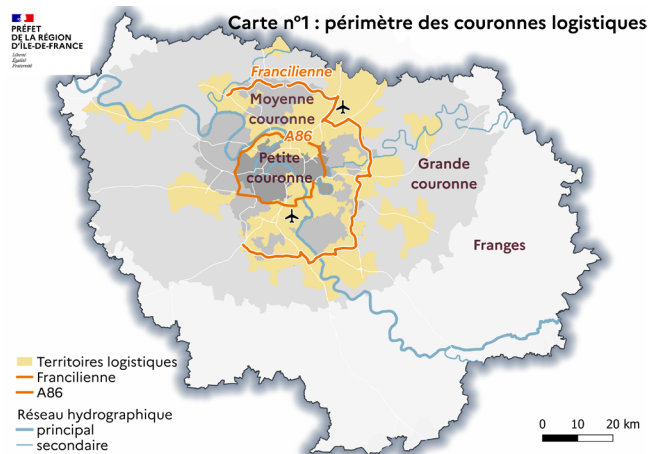 PRÉFET
DE LA RÉGION
D'ÎLE-DE-FRANCE
Liberté
Égalité
Fraternité
Carte n°1 : périmètre des couronnes logistiques
Francilienne
Moyenne
couronne
A86
Petite
couronne
Grande
couronne
Franges
Territoires logistiques
Francilienne
A86
Réseau hydrographique
principal
secondaire
0 10 20 km